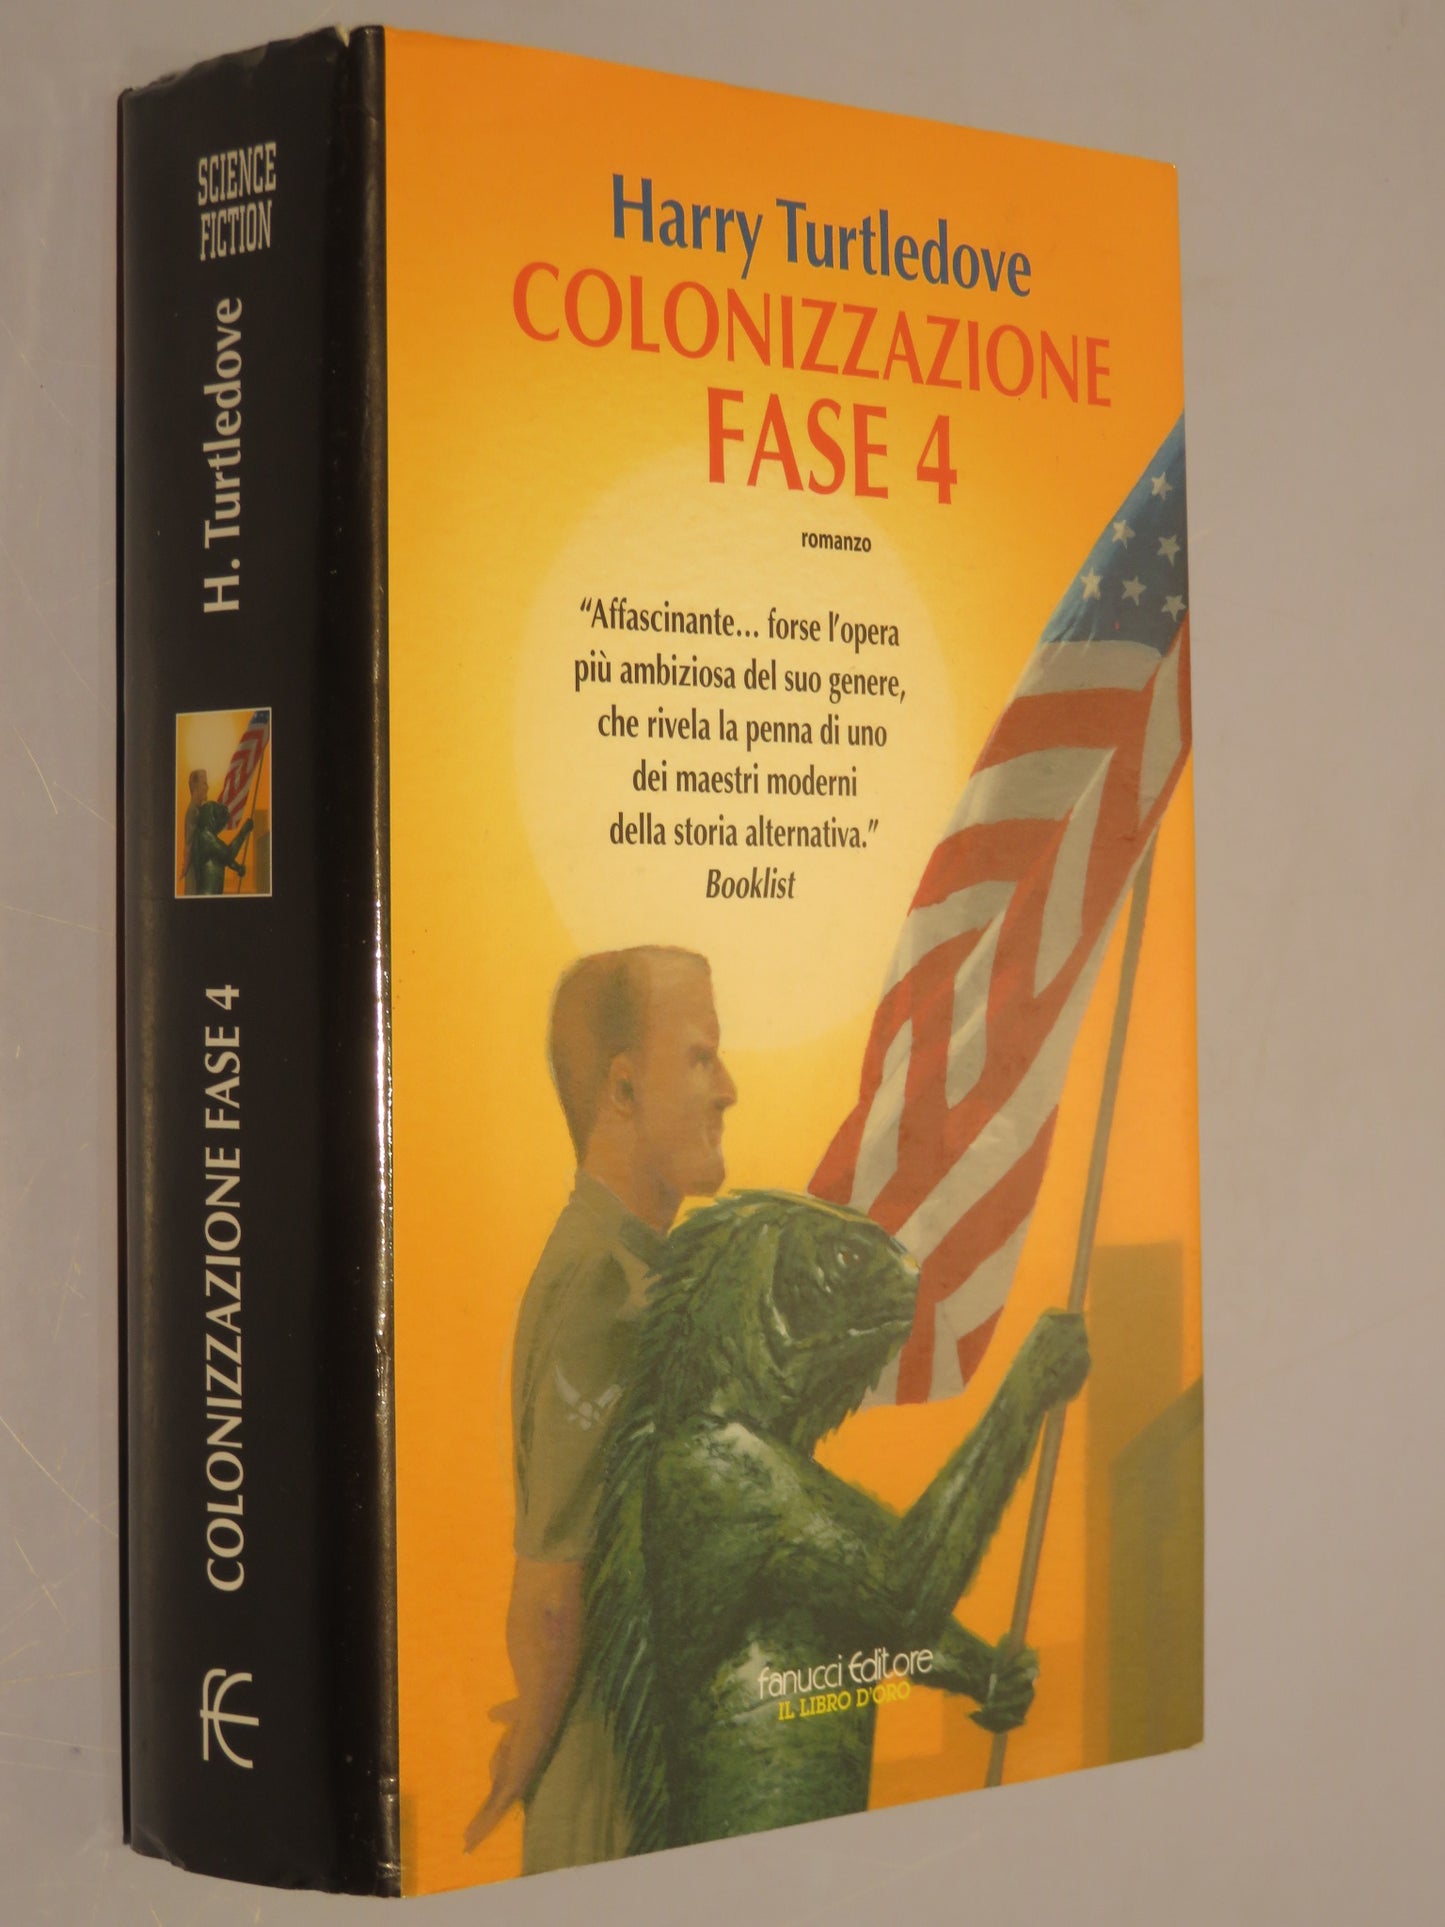 SCIENCE
FICTION
H. Turtledove
COLONIZZAZIONE FASE 4
Harry Turtledove
COLONIZZAZIONE
FASE 4
romanzo
“Affascinante... forse l'opera
più ambiziosa del suo genere,
che rivela la penna di uno
dei maestri moderni
della storia alternativa.”
Booklist
fanucci Editore
IL LIBRO D'ORO